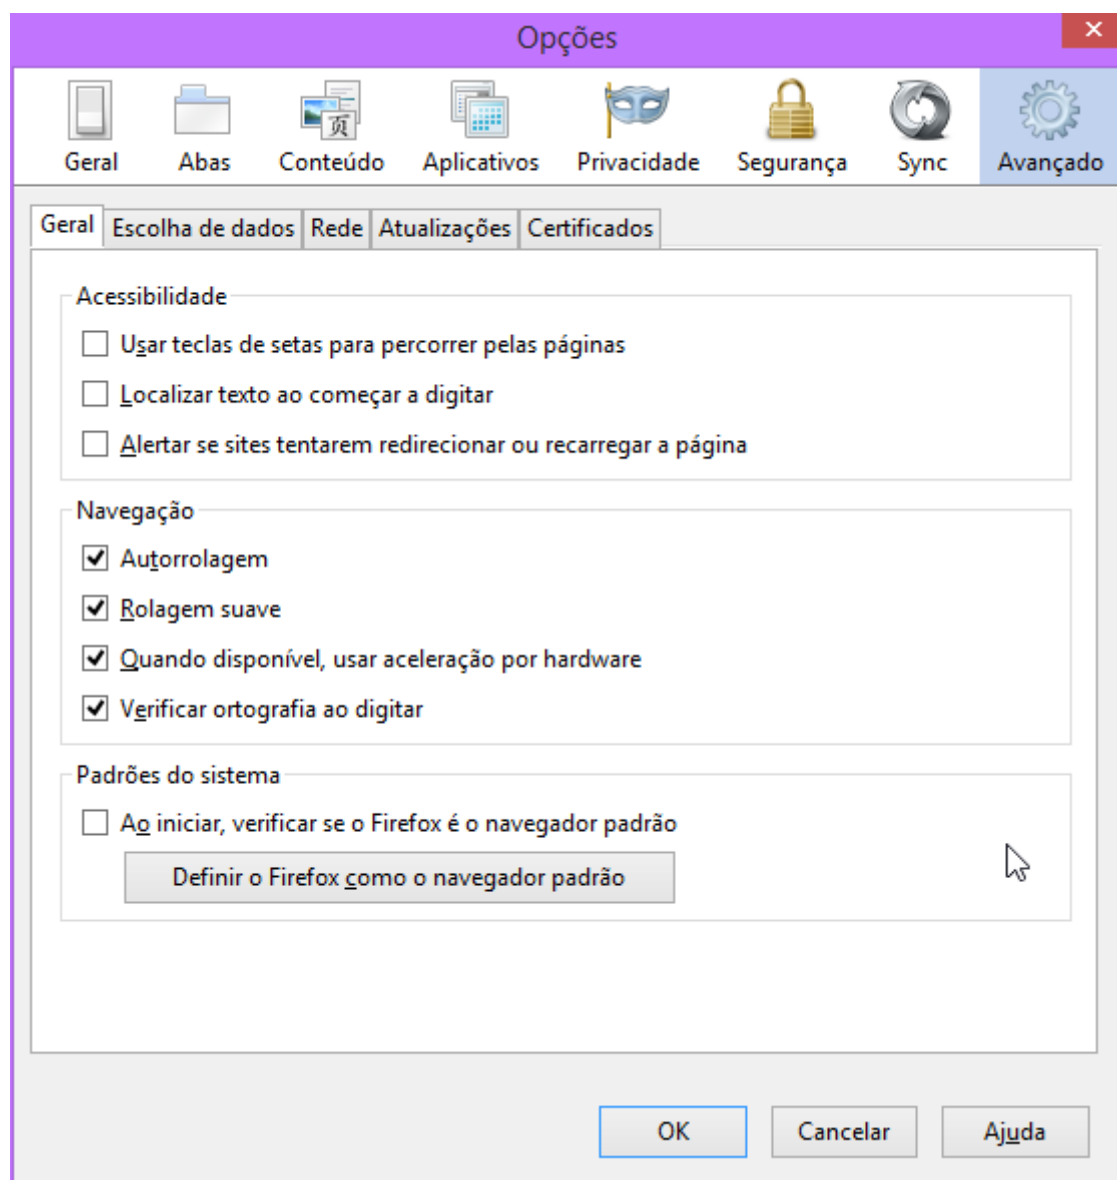 Opções
Geral Abas Conteúdo Aplicativos Privacidade Segurança Sync Avançado
Geral Escolha de dados Rede Atualizações Certificados
Acessibilidade
Usar teclas de setas para percorrer pelas páginas
Localizar texto ao começar a digitar
Alertar se sites tentarem redirecionar ou recarregar a página
Navegação
Autorrolagem
Rolagem suave
Quando disponível, usar aceleração por hardware
Verificar ortografia ao digitar
Padrões do sistema
Ao iniciar, verificar se o Firefox é o navegador padrão
Definir o Firefox como o navegador padrão
OK Cancelar Ajuda
页